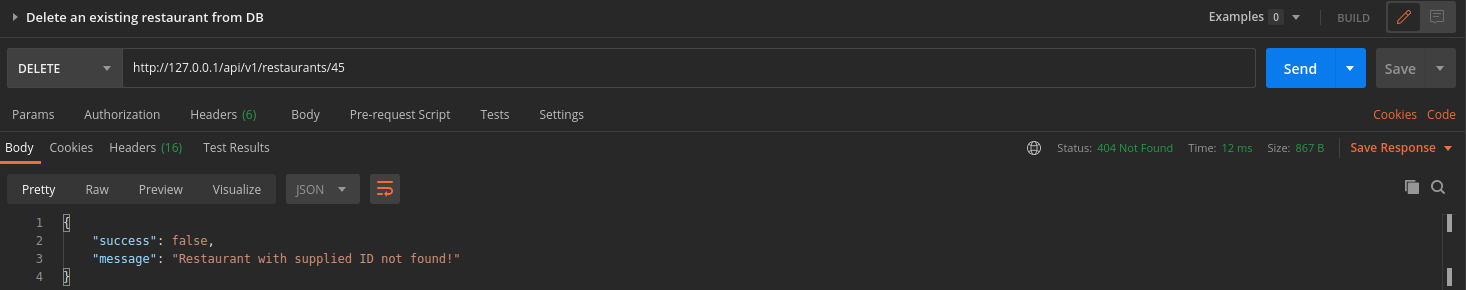 Delete an existing restaurant from DB Examples 0 BUILD
DELETE http://127.0.0.1/api/v1/restaurants/45 Send Save
Params Authorization Headers (6) Body Pre-request Script Tests Settings Cookies Code
Body Cookies Headers (16) Test Results Status: 404 Not Found Time: 12 ms Size: 867 B Save Response
Pretty Raw Preview Visualize JSON
1 {
2 "success": false,
3 "message": "Restaurant with supplied ID not found!"
4 }